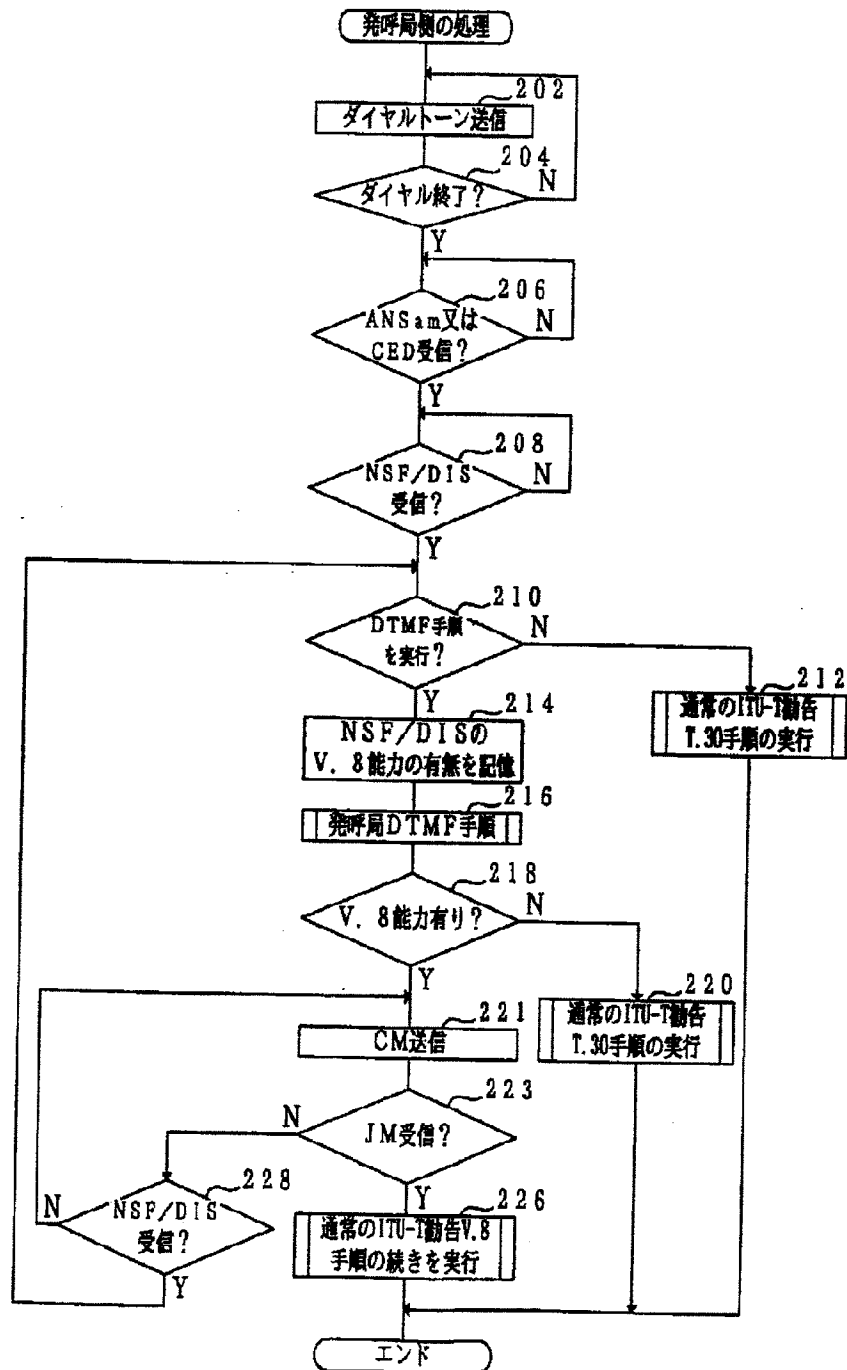 発呼局側の処理
202
ダイヤルトーン送信
204
ダイヤル終了?
N
Y
206
ANSam又は
CED受信?
N
Y
208
NSF/DIS
受信?
N
Y
210
DTMF手順
を実行?
N
Y
212
通常のITU-T勧告
T.30手順の実行
214
NSF/DISの
V.8能力の有無を記憶
216
発呼局DTMF手順
218
V.8能力有り?
N
Y
220
通常のITU-T勧告
T.30手順の実行
221
CM送信
223
JM受信?
N
Y
228
NSF/DIS
受信?
N
Y
226
通常のITU-T勧告V.8
手順の続きを実行
エンド